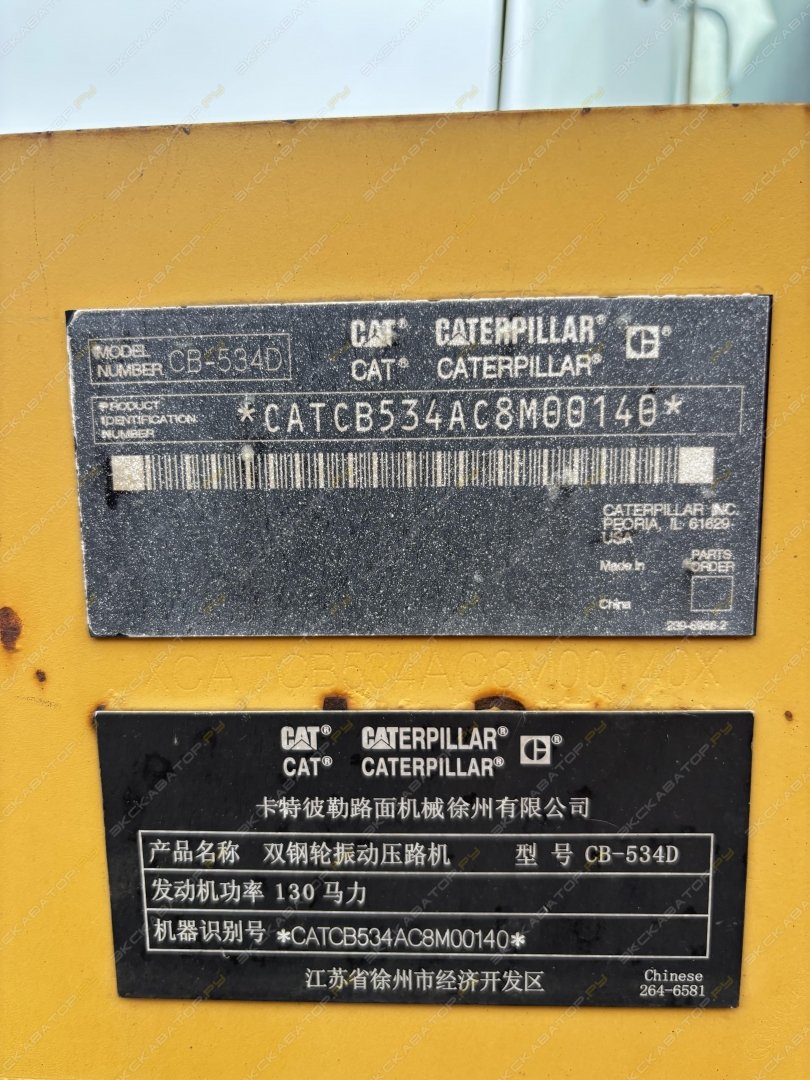 MODEL NUMBER CB-534D
CAT® CATERPILLAR® ®
CAT® CATERPILLAR®
PRODUCT IDENTIFICATION NUMBER *CATCB534AC8M00140*
CATERPILLAR INC.
PEORIA, IL 61629
USA
Made In
China
PARTS ORDER
239-6986-2
XCATCB534AC8M00140X
CAT® CATERPILLAR® ®
CAT® CATERPILLAR®
卡特彼勒路面机械徐州有限公司
产品名称 双钢轮振动压路机 型 号 CB-534D
发动机功率 130 马力
机器识别号 *CATCB534AC8M00140*
江苏省徐州市经济开发区
Chinese
264-6581
ЭКСКАВАТОР.РУ